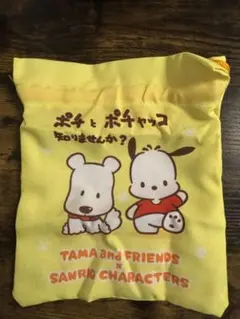 ポチとポチャッコ
知りませんか?
TAMA and FRIENDS
×
SANRIO CHARACTERS